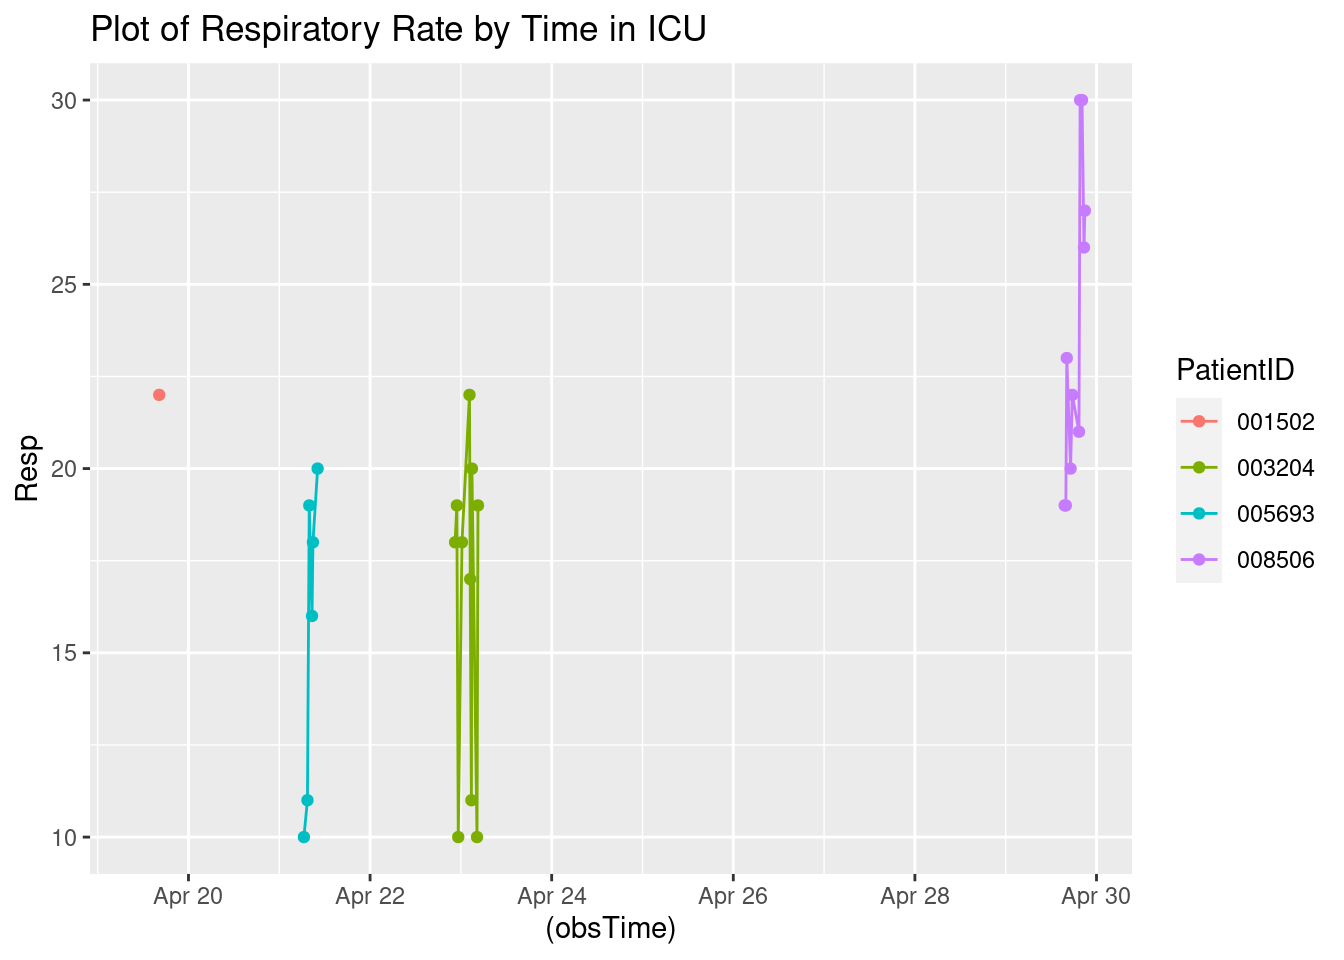 Plot of Respiratory Rate by Time in ICU
30
25
20
15
10
Resp
Apr 20 Apr 22 Apr 24 Apr 26 Apr 28 Apr 30
(obsTime)
PatientID
001502
003204
005693
008506